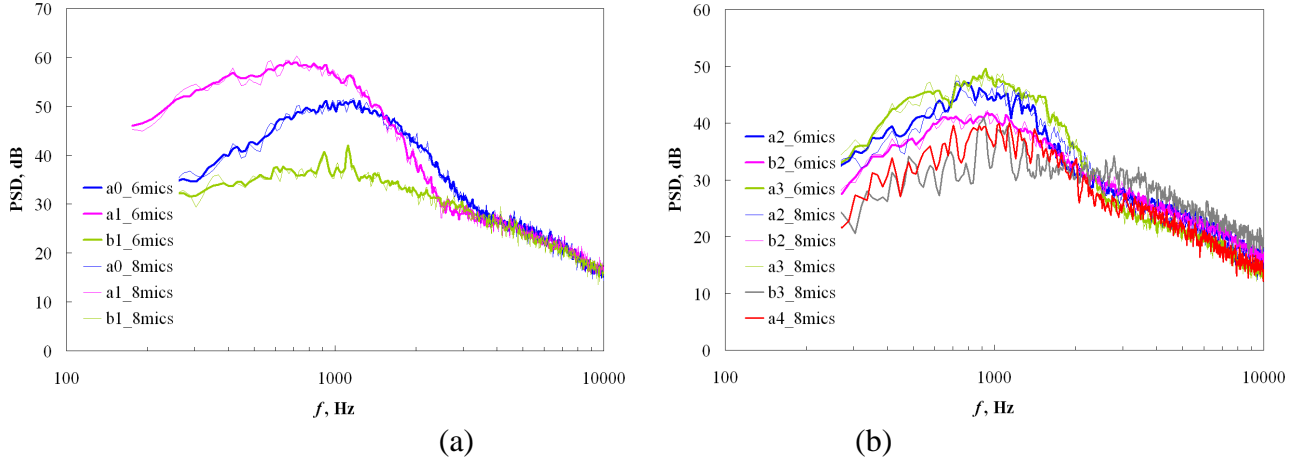 70
60
50
40
30
20
10
0
PSD, dB
a0_6mics
a1_6mics
b1_6mics
a0_8mics
a1_8mics
b1_8mics
100
1000
10000
f, Hz
(a)
60
50
40
30
20
10
0
PSD, dB
a2_6mics
b2_6mics
a3_6mics
a2_8mics
b2_8mics
a3_8mics
b3_8mics
a4_8mics
100
1000
10000
f, Hz
(b)